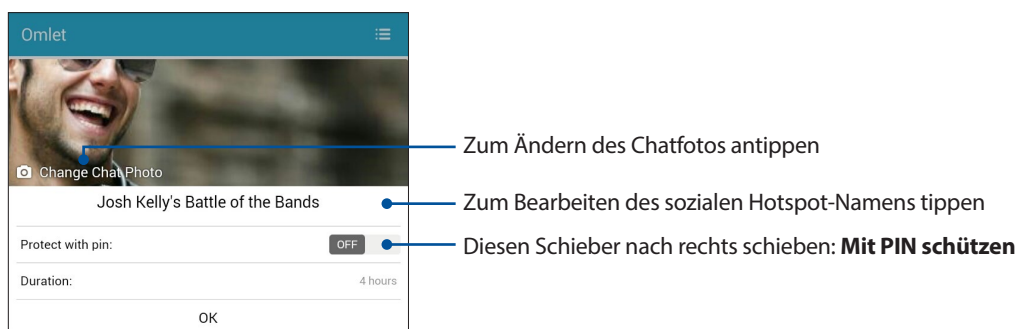 Omlet
Change Chat Photo
Zum Ändern des Chatfotos antippen
Josh Kelly's Battle of the Bands
Zum Bearbeiten des sozialen Hotspot-Namens tippen
Protect with pin:
OFF
Diesen Schieber nach rechts schieben: Mit PIN schützen
Duration:
4 hours
OK